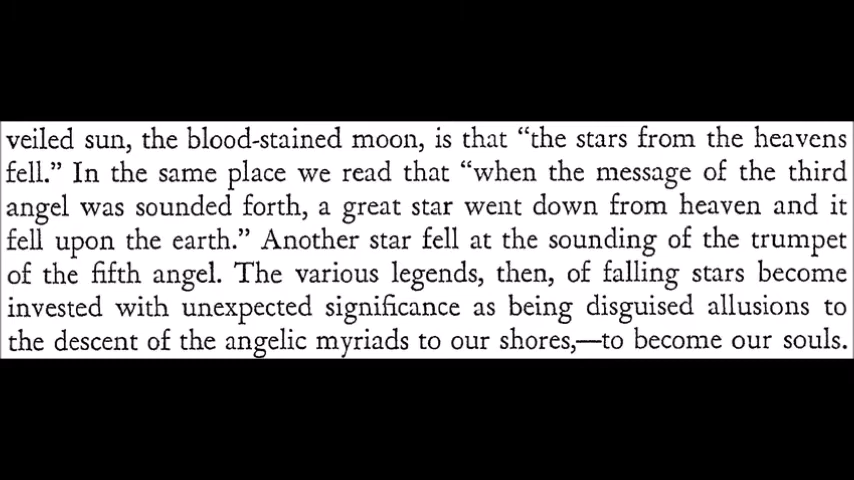 veiled sun, the blood-stained moon, is that “the stars from the heavens
fell.” In the same place we read that “when the message of the third
angel was sounded forth, a great star went down from heaven and it
fell upon the earth.” Another star fell at the sounding of the trumpet
of the fifth angel. The various legends, then, of falling stars become
invested with unexpected significance as being disguised allusions to
the descent of the angelic myriads to our shores,—to become our souls.